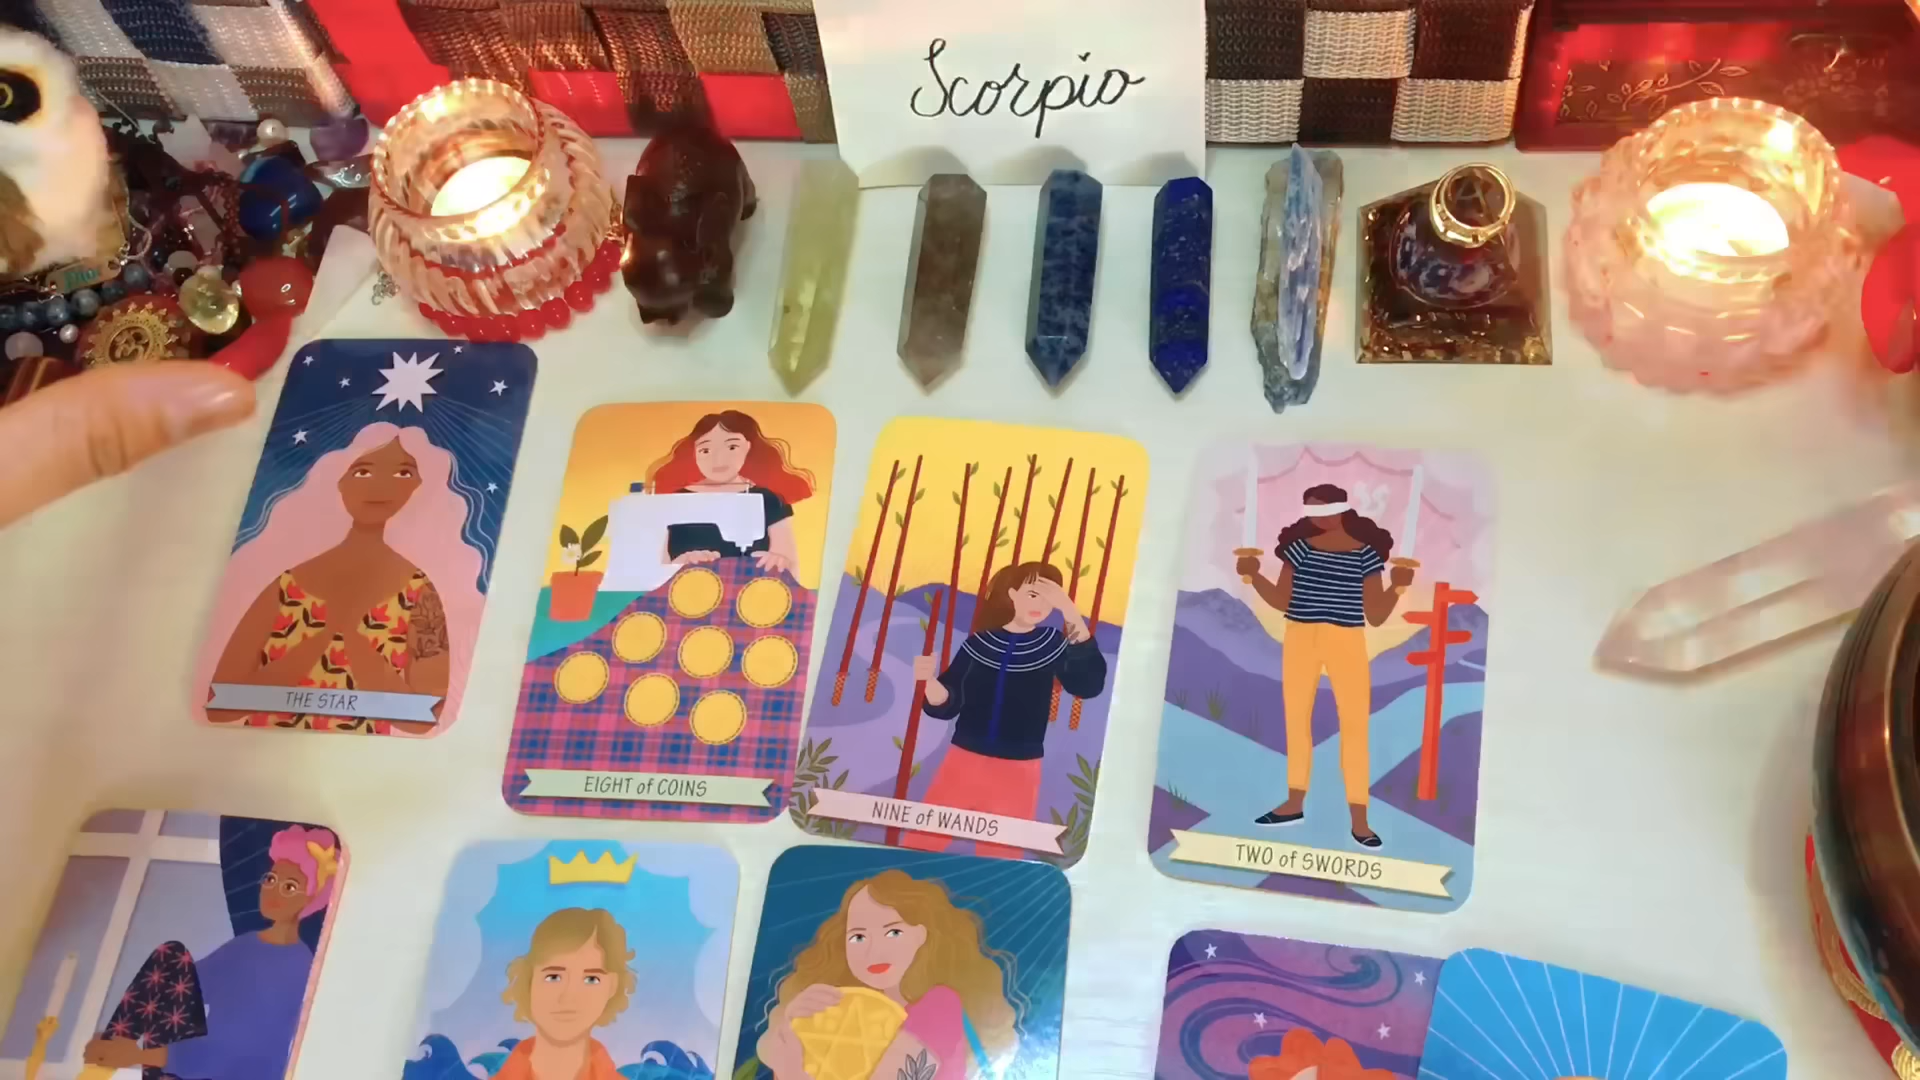 Scorpio
THE STAR
EIGHT of COINS
NINE of WANDS
TWO of SWORDS